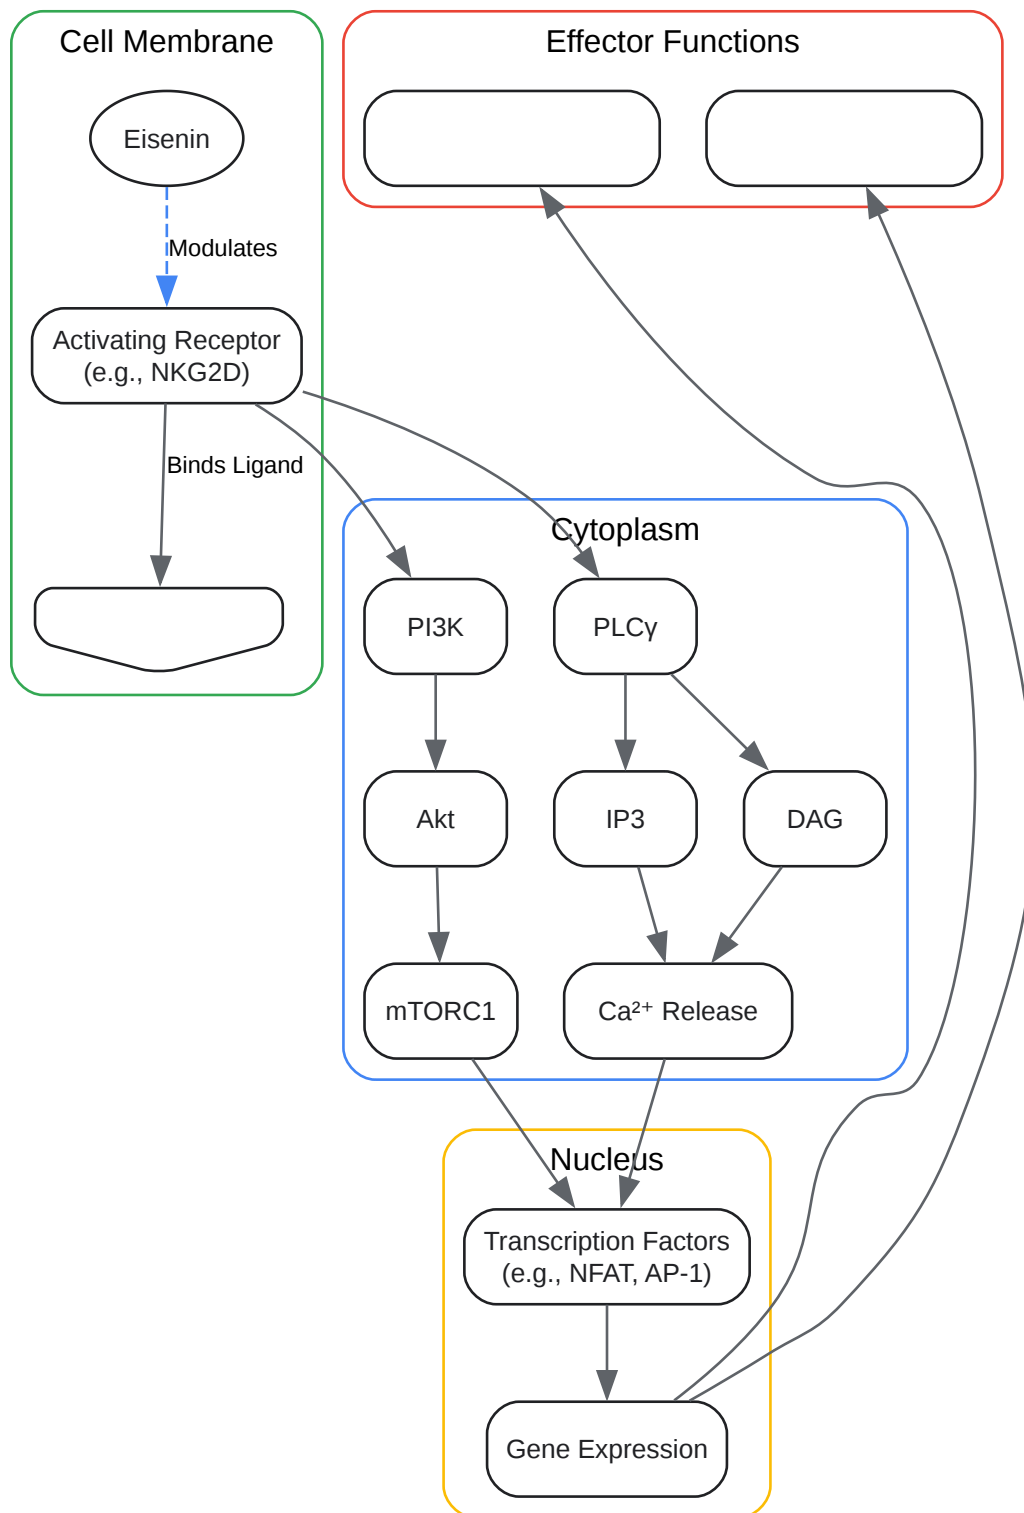 Cell Membrane
Effector Functions
Eisenin
Modulates
Activating Receptor
(e.g., NKG2D)
Binds Ligand
Cytoplasm
PI3K
PLCγ
Akt
IP3
DAG
mTORC1
Ca²⁺ Release
Nucleus
Transcription Factors
(e.g., NFAT, AP-1)
Gene Expression